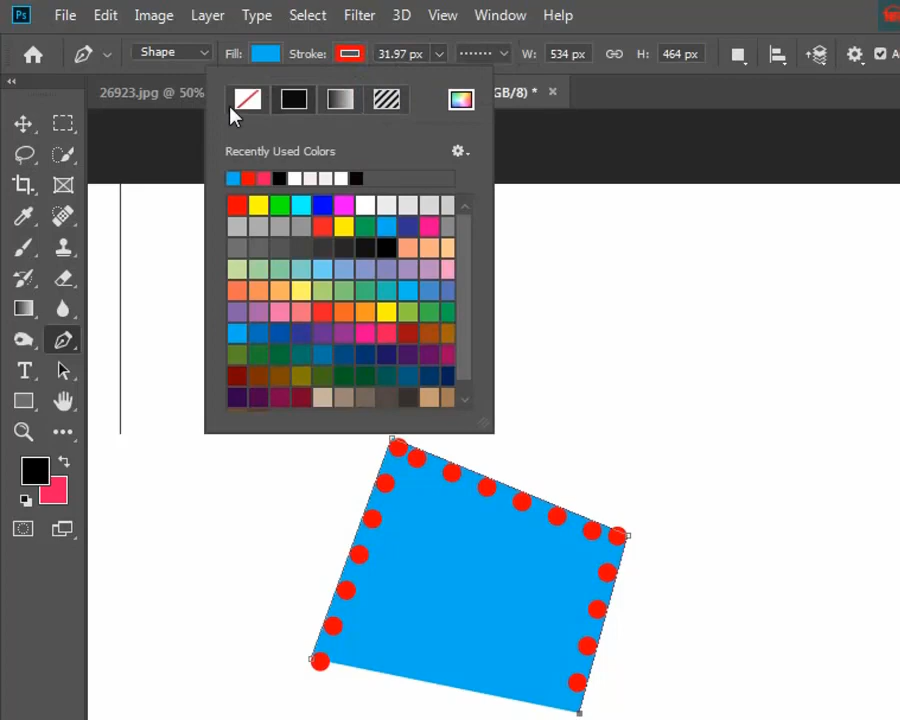 Ps File Edit Image Layer Type Select Filter 3D View Window Help
Shape Fill: Stroke: 31.97 px W: 534 px H: 464 px
26923.jpg @ 50% GB/8) *
Recently Used Colors